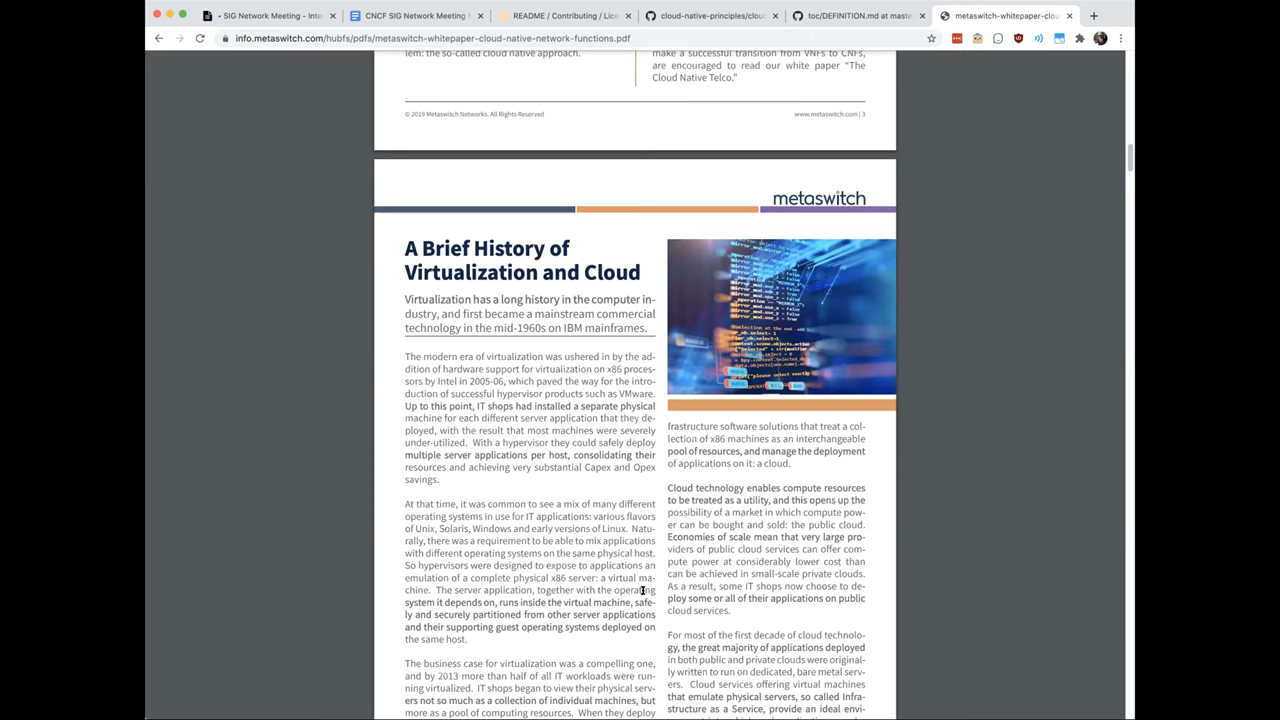 • SIG Network Meeting - Inte
CNCF SIG Network Meeting N
README / Contributing / Lice
cloud-native-principles/cloud
toc/DEFINITION.md at master
metaswitch-whitepaper-clou
info.metaswitch.com/hubfs/pdfs/metaswitch-whitepaper-cloud-native-network-functions.pdf
lem: the so-called cloud native approach.
make a successful transition from VNFs to CNFs,
are encouraged to read our white paper “The
Cloud Native Telco.”
© 2019 Metaswitch Networks. All Rights Reserved
www.metaswitch.com | 3
metaswitch
A Brief History of
Virtualization and Cloud
Virtualization has a long history in the computer in-
dustry, and first became a mainstream commercial
technology in the mid-1960s on IBM mainframes.
The modern era of virtualization was ushered in by the ad-
dition of hardware support for virtualization on x86 proces-
sors by Intel in 2005-06, which paved the way for the intro-
duction of successful hypervisor products such as VMware.
Up to this point, IT shops had installed a separate physical
machine for each different server application that they de-
ployed, with the result that most machines were severely
under-utilized. With a hypervisor they could safely deploy
multiple server applications per host, consolidating their
resources and achieving very substantial Capex and Opex
savings.
At that time, it was common to see a mix of many different
operating systems in use for IT applications: various flavors
of Unix, Solaris, Windows and early versions of Linux. Natu-
rally, there was a requirement to be able to mix applications
with different operating systems on the same physical host.
So hypervisors were designed to expose to applications an
emulation of a complete physical x86 server: a virtual ma-
chine. The server application, together with the operating
system it depends on, runs inside the virtual machine, safe-
ly and securely partitioned from other server applications
and their supporting guest operating systems deployed on
the same host.
The business case for virtualization was a compelling one,
and by 2013 more than half of all IT workloads were run-
ning virtualized. IT shops began to view their physical serv-
ers not so much as a collection of individual machines, but
more as a pool of computing resources. When they deploy
frastructure software solutions that treat a col-
lection of x86 machines as an interchangeable
pool of resources, and manage the deployment
of applications on it: a cloud.
Cloud technology enables compute resources
to be treated as a utility, and this opens up the
possibility of a market in which compute pow-
er can be bought and sold: the public cloud.
Economies of scale mean that very large pro-
viders of public cloud services can offer com-
pute power at considerably lower cost than
can be achieved in small-scale private clouds.
As a result, some IT shops now choose to de-
ploy some or all of their applications on public
cloud services.
For most of the first decade of cloud technolo-
gy, the great majority of applications deployed
in both public and private clouds were original-
ly written to run on dedicated, bare metal serv-
ers. Cloud services offering virtual machines
that emulate physical servers, so called Infra-
structure as a Service, provide an ideal envi-